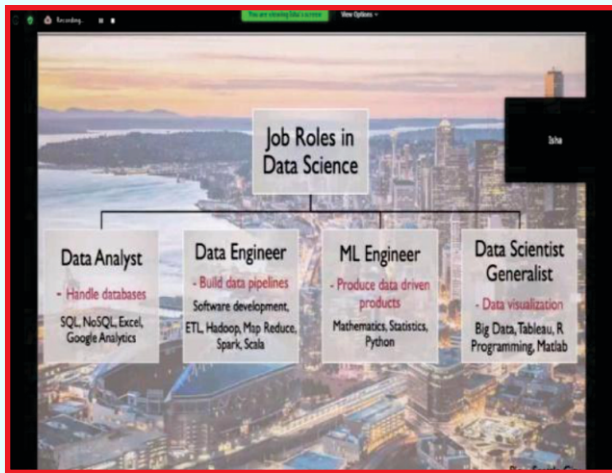 Recording...
You are viewing Isha's screen
View Options
Isha
Job Roles in
Data Science
Data Analyst
- Handle databases
SQL, NoSQL, Excel,
Google Analytics
Data Engineer
- Build data pipelines
Software development,
ETL, Hadoop, Map Reduce,
Spark, Scala
ML Engineer
- Produce data driven
products
Mathematics, Statistics,
Python
Data Scientist
Generalist
- Data visualization
Big Data, Tableau, R
Programming, Matlab